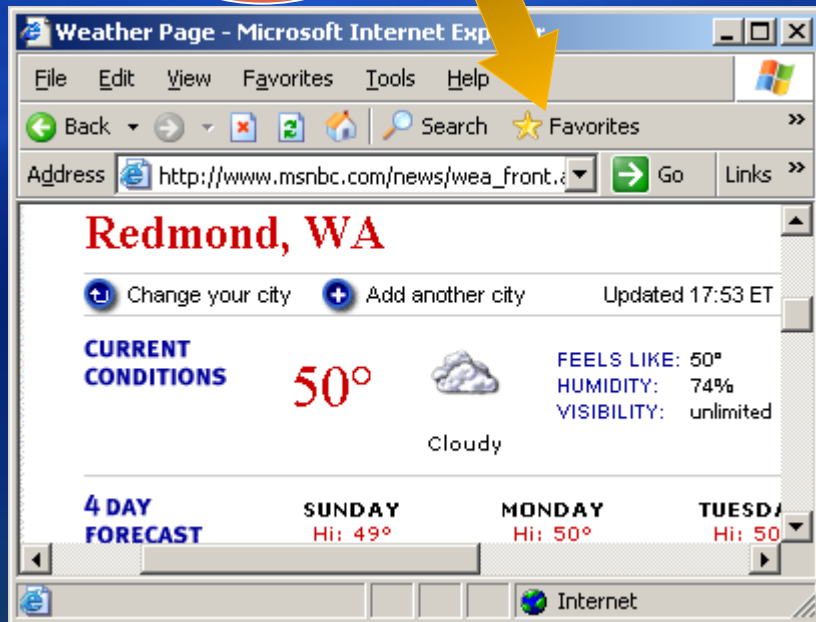 Weather Page - Microsoft Internet Exp r
File Edit View Favorites Tools Help
Back Search Favorites »
Address http://www.msnbc.com/news/wea_front.a Go Links »
Redmond, WA
Change your city Add another city Updated 17:53 ET
CURRENT CONDITIONS
50°
Cloudy
FEELS LIKE: 50°
HUMIDITY: 74%
VISIBILITY: unlimited
4 DAY FORECAST
SUNDAY MONDAY TUESDA
Hi: 49° Hi: 50° Hi: 50
Internet